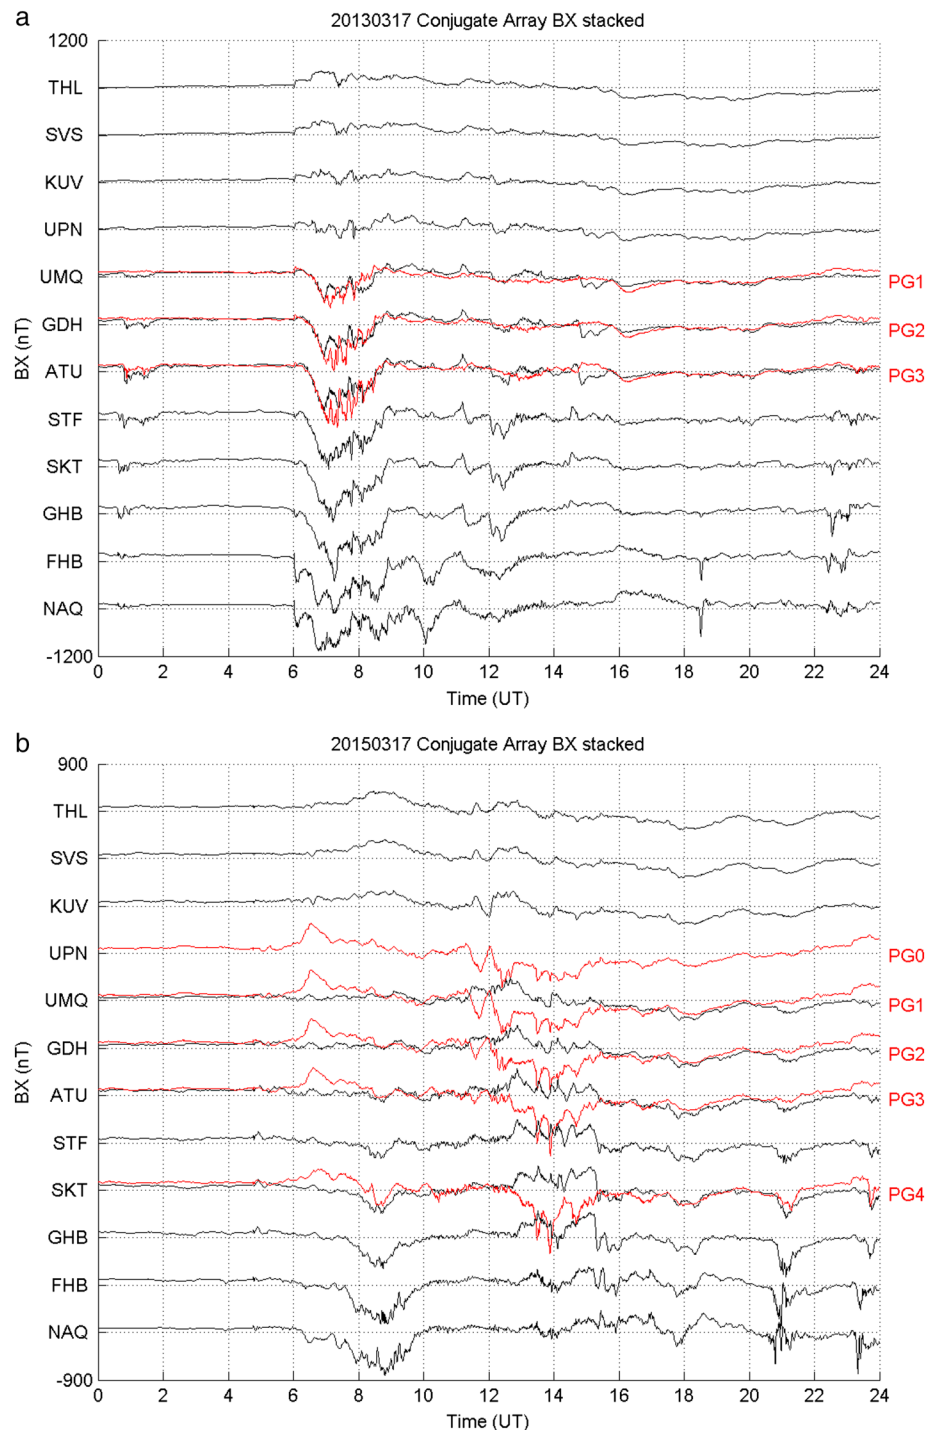 a
20130317 Conjugate Array BX stacked
1200
THL
SVS
KUV
UPN
UMQ
PG1
GDH
PG2
ATU
PG3
STF
SKT
GHB
FHB
NAQ
-1200
BX (nT)
0 2 4 6 8 10 12 14 16 18 20 22 24
Time (UT)
b
20150317 Conjugate Array BX stacked
900
THL
SVS
KUV
UPN
PG0
UMQ
PG1
GDH
PG2
ATU
PG3
STF
SKT
PG4
GHB
FHB
NAQ
-900
BX (nT)
0 2 4 6 8 10 12 14 16 18 20 22 24
Time (UT)